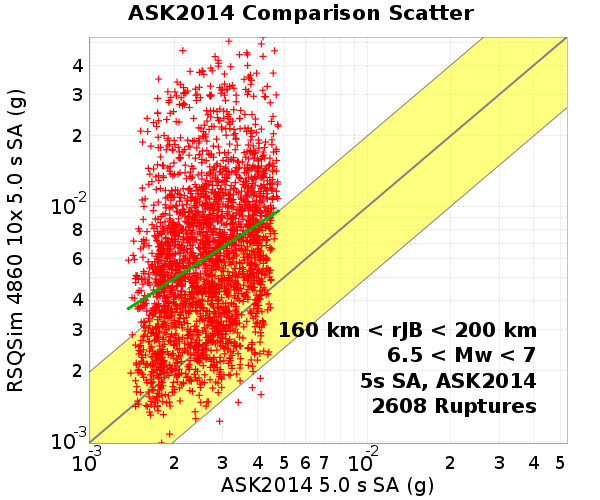 ASK2014 Comparison Scatter
RSQSim 4860 10x 5.0 s SA (g)
4
3
2
10-2
8
6
4
3
2
10-3
160 km < rJB < 200 km
6.5 < Mw < 7
5s SA, ASK2014
2608 Ruptures
10-3 2 3 4 5 6 7 10-2 2 3 4 5
ASK2014 5.0 s SA (g)